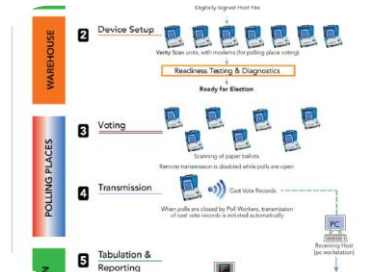 Digitally Signed Host File
WAREHOUSE
2 Device Setup
Verity Scan units, with modems (for polling place voting)
Readiness Testing & Diagnostics
Ready for Election
POLLING PLACES
3 Voting
Scanning of paper ballots
Remote transmission is disabled while polls are open
4 Transmission
Cast Vote Records
When polls are closed by Poll Workers, transmission
of cast vote records is initiated automatically
PC
Receiving Host
(pc workstation)
N
5 Tabulation &
Reporting